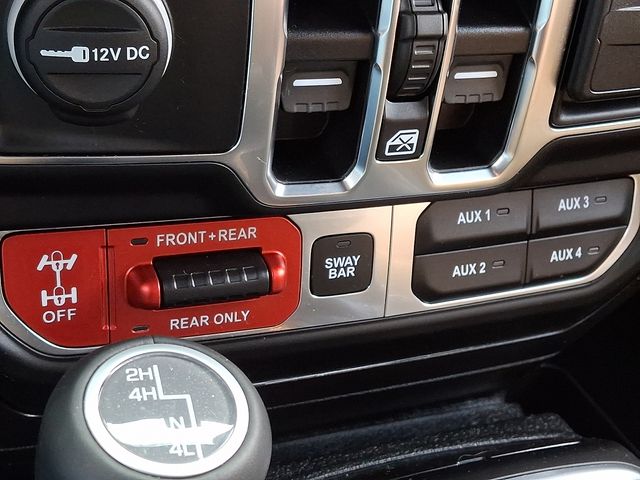 12V DC
FRONT+REAR
OFF
REAR ONLY
SWAY
BAR
AUX 1
AUX 3
AUX 2
AUX 4
2H
4H
N
4L